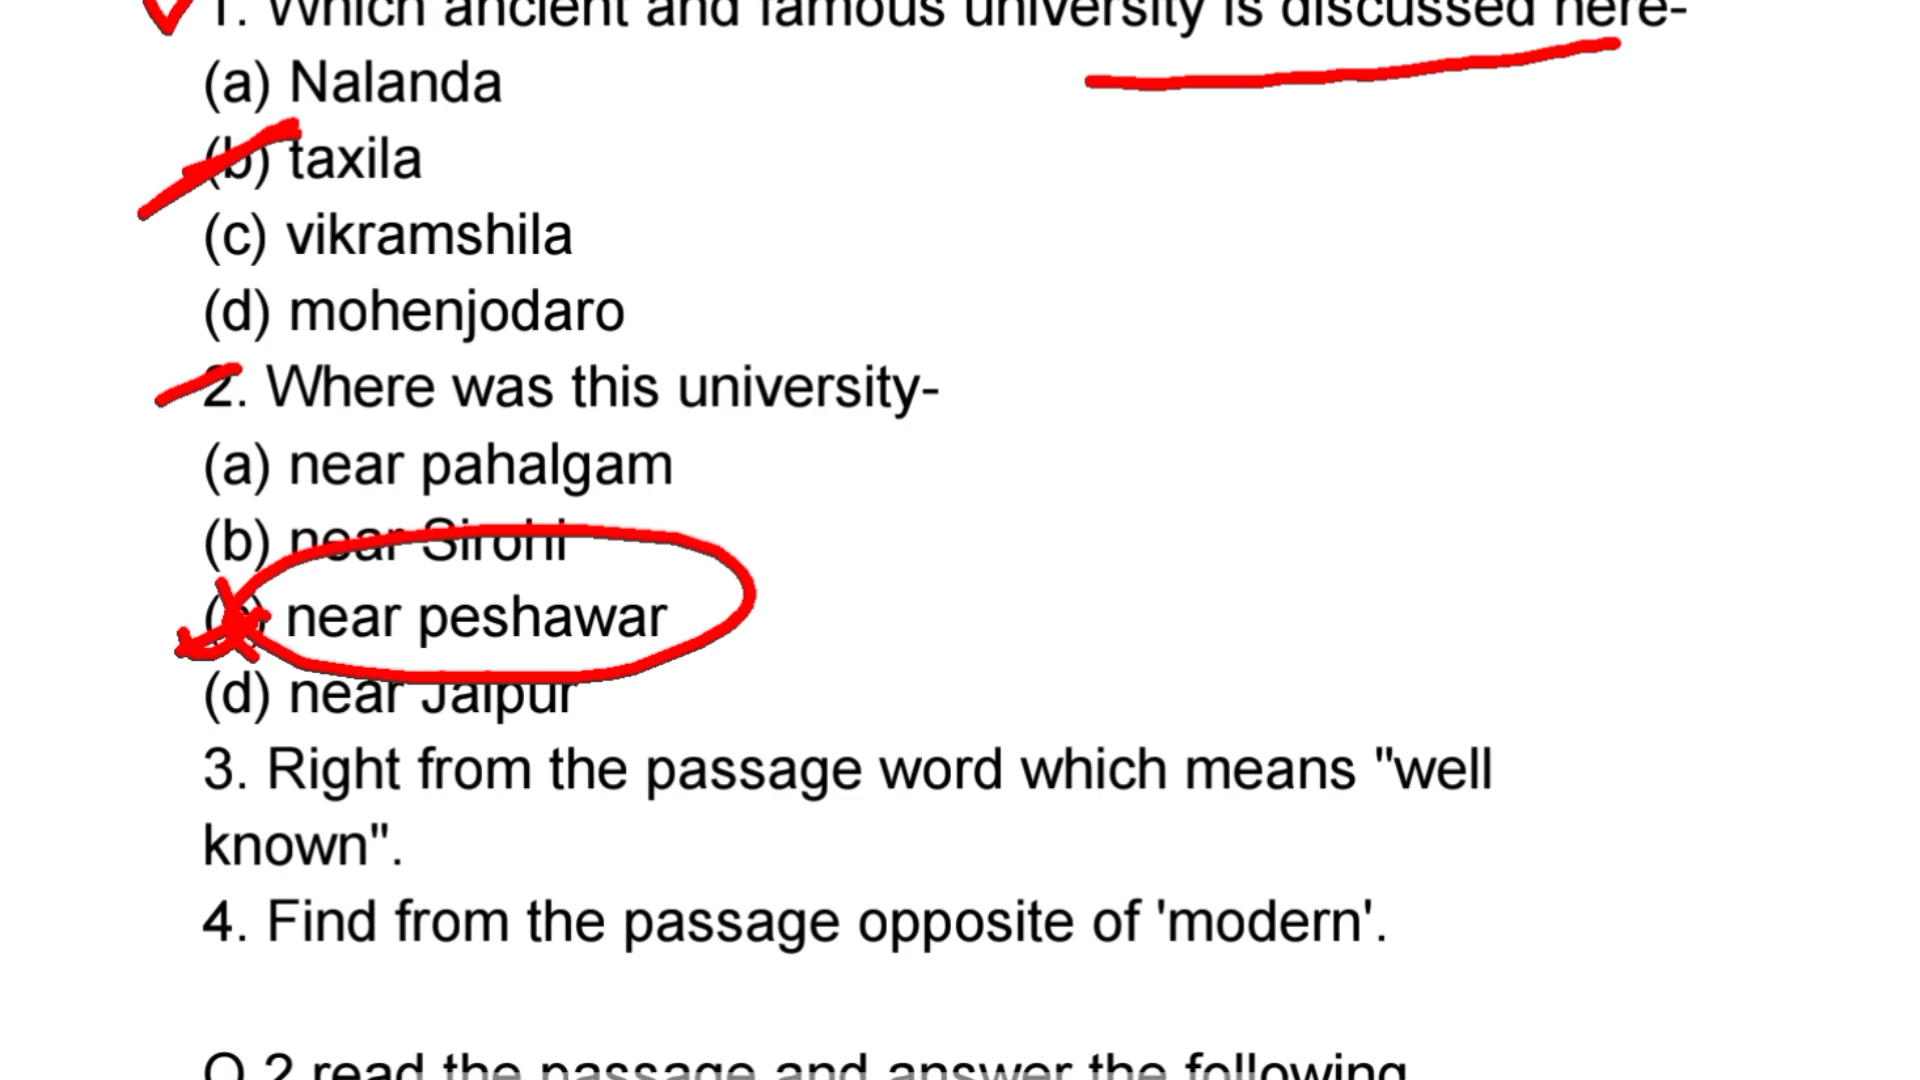 1. Which ancient and famous university is discussed here-
(a) Nalanda
(b) taxila
(c) vikramshila
(d) mohenjodaro
2. Where was this university-
(a) near pahalgam
(b) near Sirohi
near peshawar
(d) near Jaipur
3. Right from the passage word which means "well
known".
4. Find from the passage opposite of 'modern'.
Q.2 read the passage and answer the following